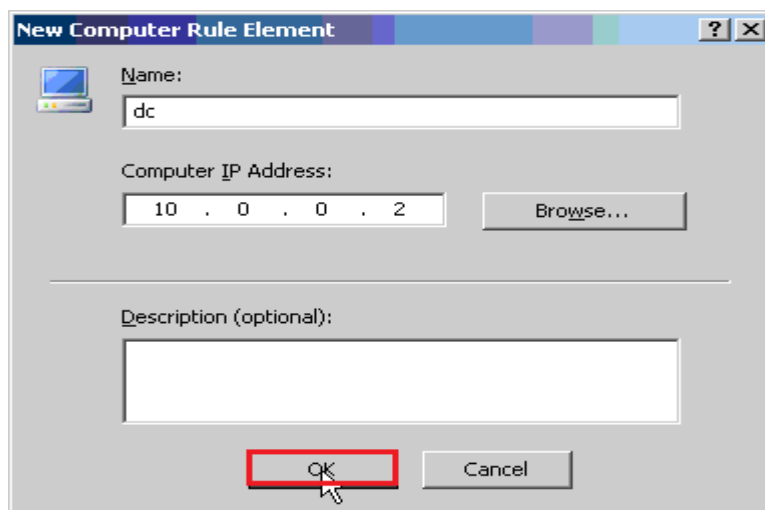 New Computer Rule Element
Name:
dc
Computer IP Address:
10 . 0 . 0 . 2 Browse...
Description (optional):
OK Cancel